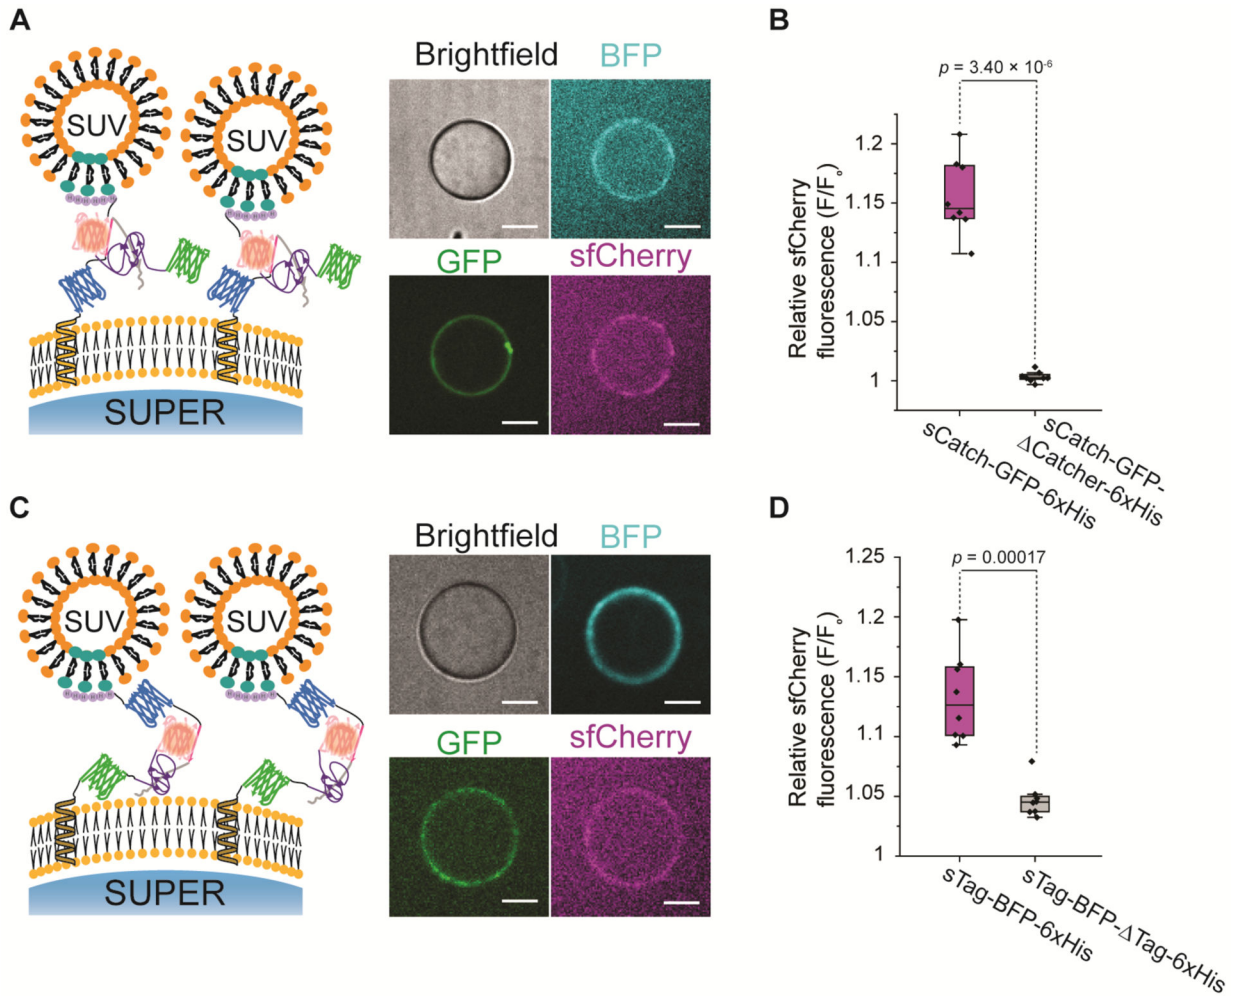 A
SUV
SUV
SUPER
Brightfield
BFP
GFP
sfCherry
B
p = 3.40 × 10-6
Relative sfCherry
fluorescence (F/Fo)
1.2
1.15
1.1
1.05
1
sCatch-GFP-6xHis
sCatch-GFP-
ΔCatcher-6xHis
C
SUV
SUV
SUPER
Brightfield
BFP
GFP
sfCherry
D
p = 0.00017
Relative sfCherry
fluorescence (F/Fo)
1.25
1.2
1.15
1.1
1.05
1
sTag-BFP-6xHis
sTag-BFP-ΔTag-6xHis